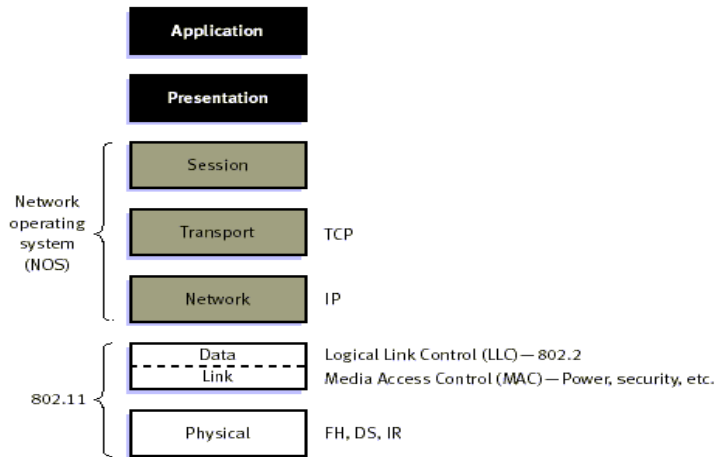 Application
Presentation
Session
Network
operating
system
(NOS)
Transport TCP
Network IP
Data Logical Link Control (LLC)—802.2
Link Media Access Control (MAC)—Power, security, etc.
802.11
Physical FH, DS, IR